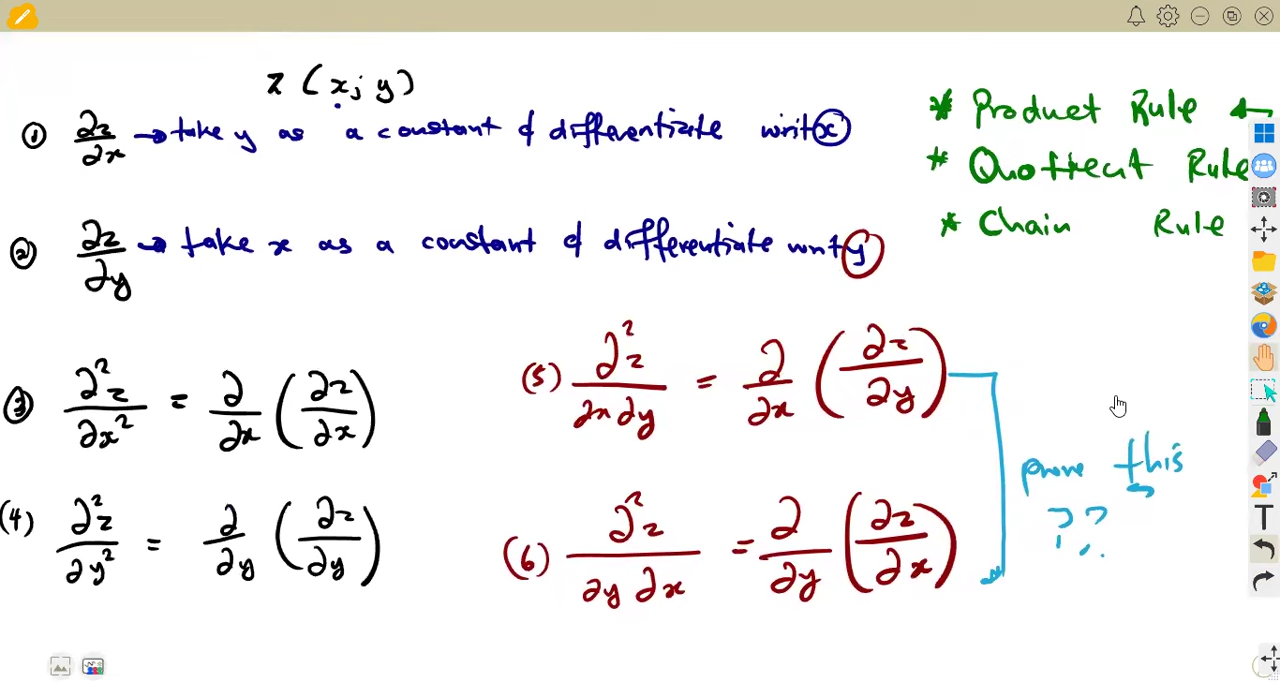 z (x; y)
① ∂z/∂x → take y as a constant & differentiate wrt x
② ∂z/∂y → take x as a constant & differentiate wrt y
③ ∂²z/∂x² = ∂/∂x (∂z/∂x)
(4) ∂²z/∂y² = ∂/∂y (∂z/∂y)
(5) ∂²z/∂x∂y = ∂/∂x (∂z/∂y)
(6) ∂²z/∂y∂x = ∂/∂y (∂z/∂x)
prove this
??
* Product Rule ←
* Quotient Rule
* Chain Rule
T